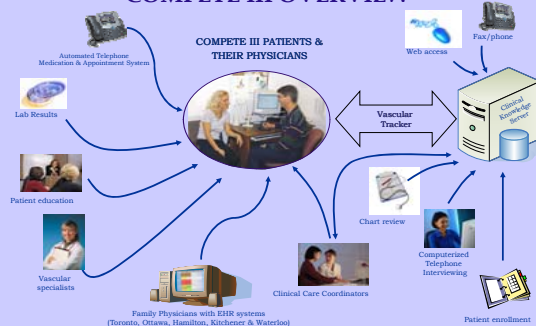 COMPETE III OVERVIEW
Automated Telephone
Medication & Appointment System
COMPETE III PATIENTS &
THEIR PHYSICIANS
Web access
Fax/phone
Lab Results
Vascular
Tracker
Clinical
Knowledge
Server
Patient education
Chart review
Vascular
specialists
Computerized
Telephone
Interviewing
Clinical Care Coordinators
Family Physicians with EHR systems
(Toronto, Ottawa, Hamilton, Kitchener & Waterloo)
Patient enrollment